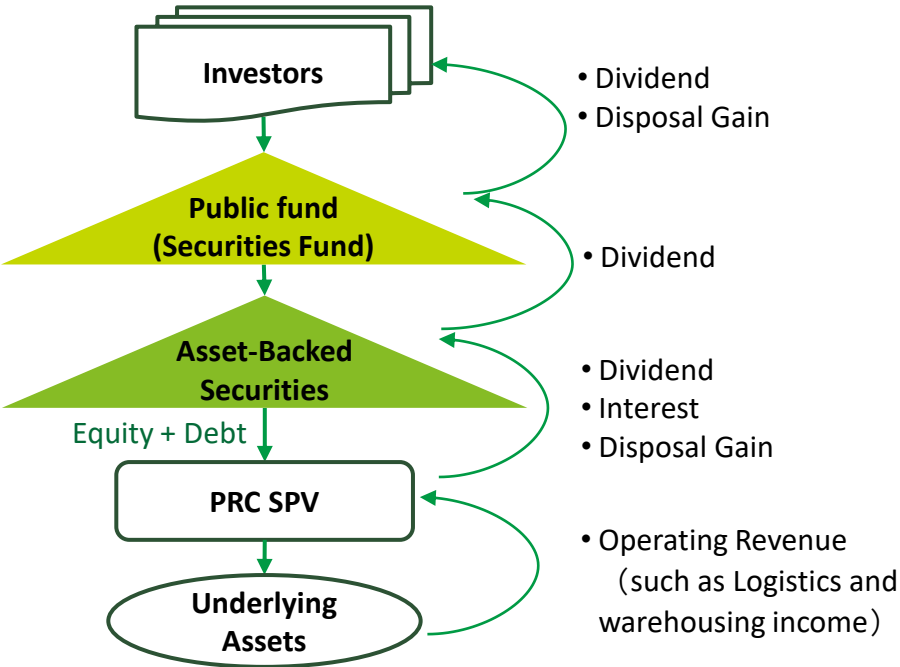 Investors
• Dividend
• Disposal Gain
Public fund
(Securities Fund)
• Dividend
Asset-Backed
Securities
• Dividend
• Interest
• Disposal Gain
Equity + Debt
PRC SPV
• Operating Revenue
（such as Logistics and
warehousing income）
Underlying
Assets